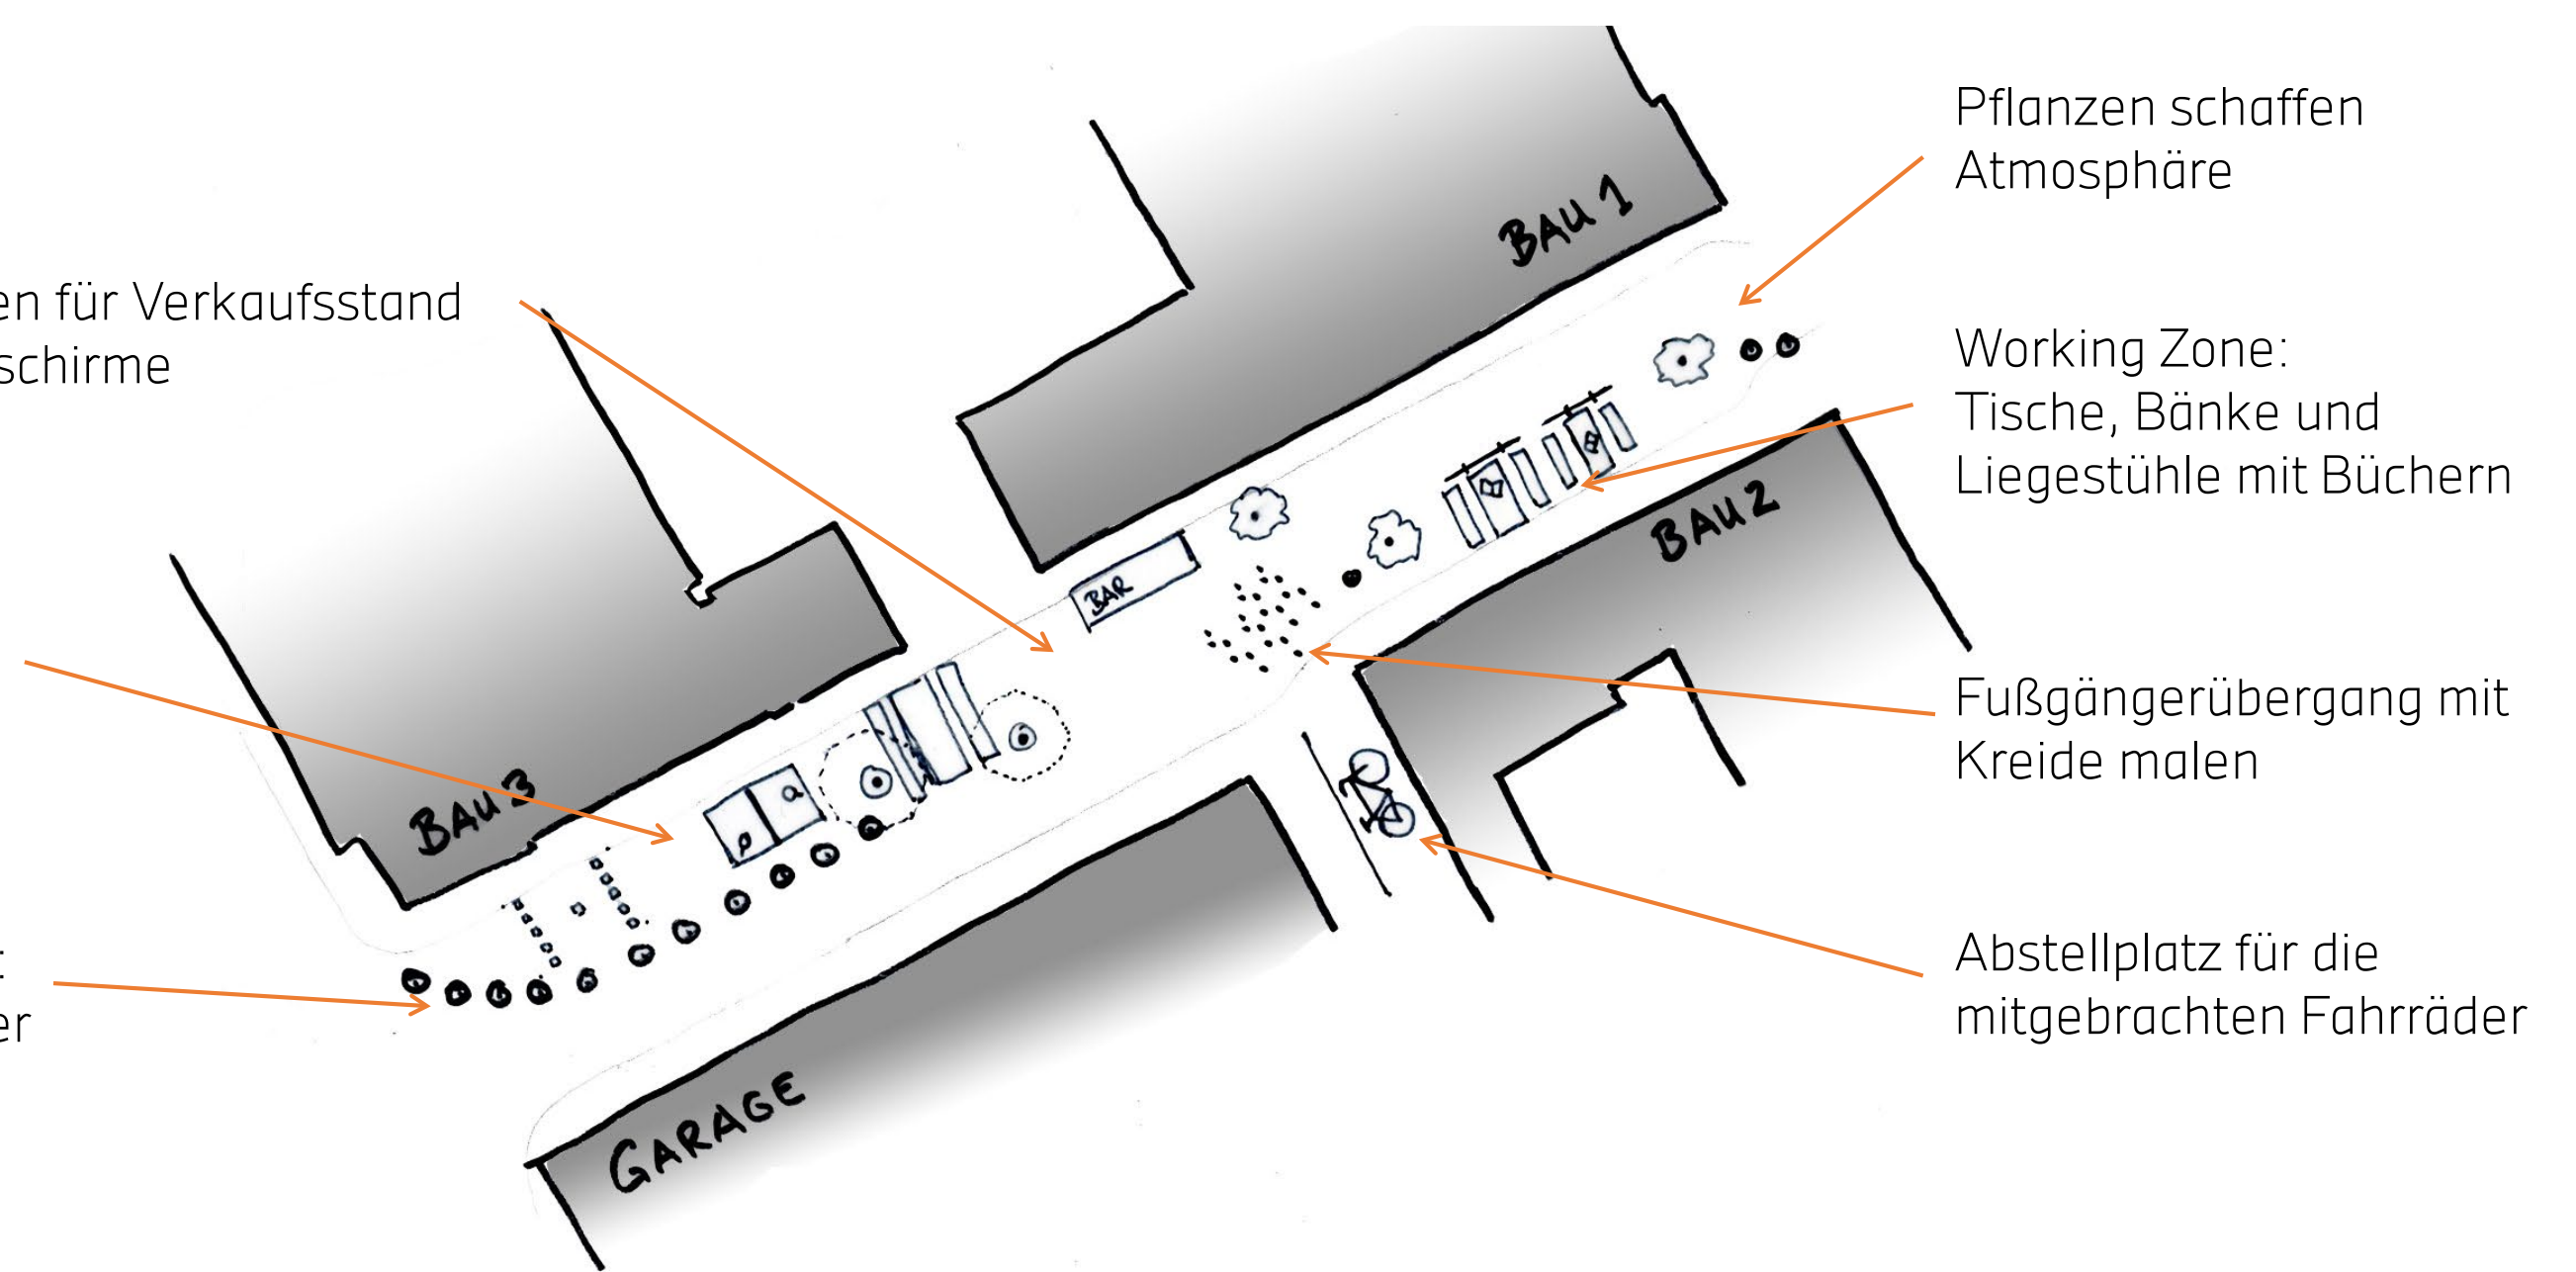 Pflanzen schaffen
Atmosphäre
BAU 1
en für Verkaufsstand
schirme
Working Zone:
Tische, Bänke und
Liegestühle mit Büchern
BAU 2
BAR
Fußgängerübergang mit
Kreide malen
BAU 3
Abstellplatz für die
mitgebrachten Fahrräder
er
GARAGE